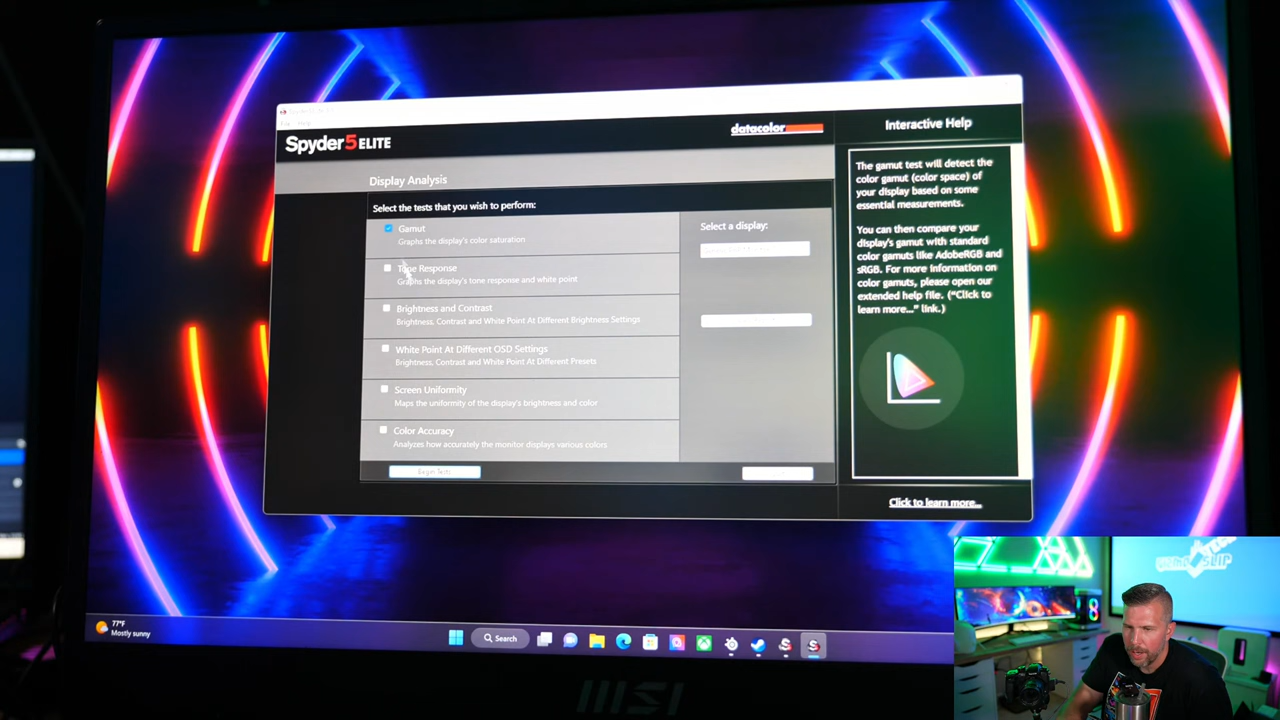 File Help
Spyder5ELITE
datacolor
Display Analysis
Select the tests that you wish to perform:
Gamut
Graphs the display's color saturation
Tone Response
Graphs the display's tone response and white point
Brightness and Contrast
Brightness, Contrast and White Point At Different Brightness Settings
White Point At Different OSD Settings
Brightness, Contrast and White Point At Different Presets
Screen Uniformity
Maps the uniformity of the display's brightness and color
Color Accuracy
Analyzes how accurately the monitor displays various colors
Begin Tests
Select a display:
Interactive Help
The gamut test will detect the
color gamut (color space) of
your display based on some
essential measurements.
You can then compare your
display's gamut with standard
color gamuts like AdobeRGB and
sRGB. For more information on
color gamuts, please open our
extended help file. ("Click to
learn more..." link.)
Click to learn more...
77°F
Mostly sunny
Search
msi